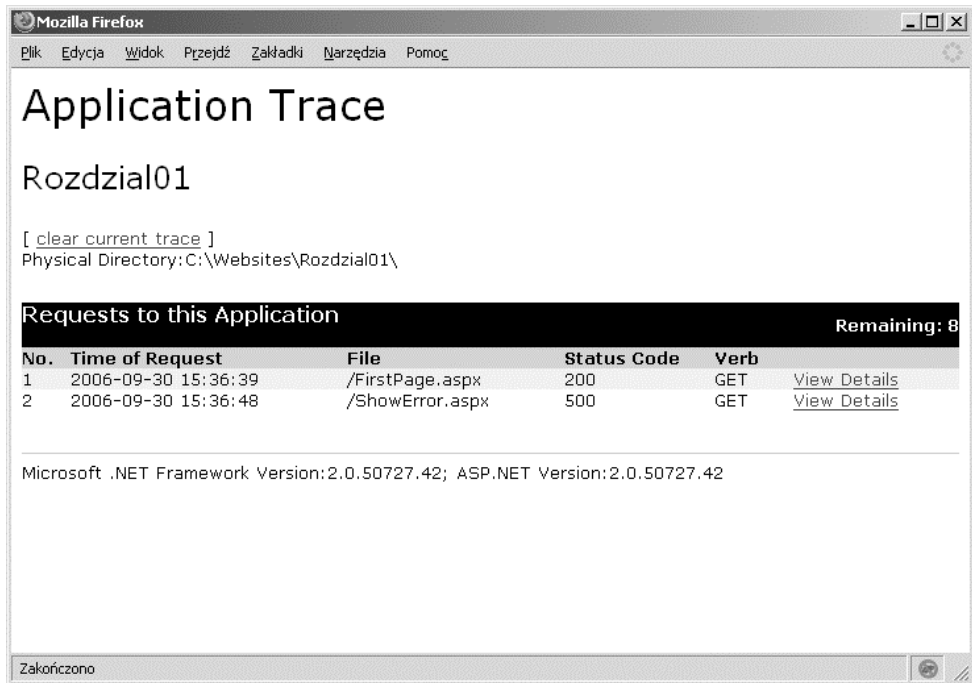 Mozilla Firefox
Plik Edycja Widok Przejdź Zakładki Narzędzia Pomoc
Application Trace
Rozdzial01
[ clear current trace ]
Physical Directory:C:\Websites\Rozdzial01\
Requests to this Application
Remaining: 8
No. Time of Request File Status Code Verb
1 2006-09-30 15:36:39 /FirstPage.aspx 200 GET View Details
2 2006-09-30 15:36:48 /ShowError.aspx 500 GET View Details
Microsoft .NET Framework Version:2.0.50727.42; ASP.NET Version:2.0.50727.42
Zakończono